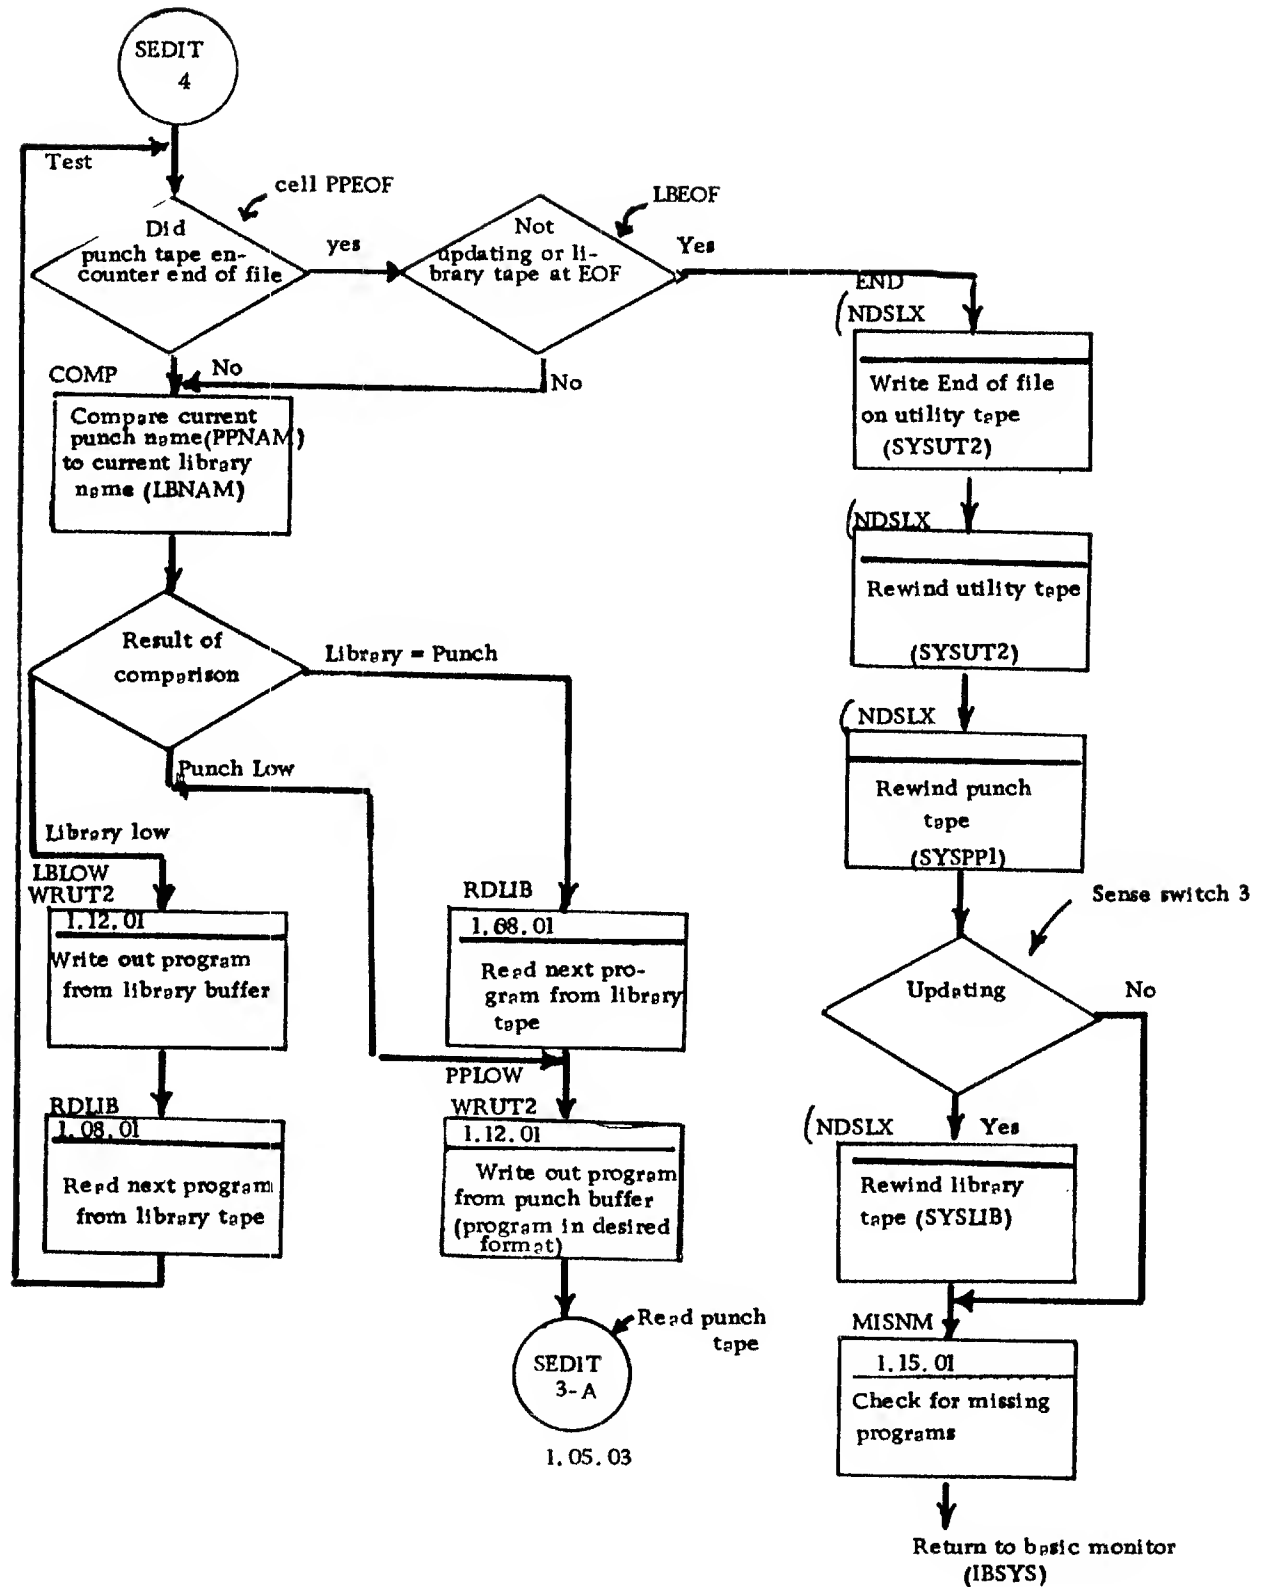 SEDIT
4
Test
cell PPEOF
Did
punch tape en-
counter end of file
yes
LBEOF
Not
updating or li-
brary tape at EOF
Yes
No
No
COMP
Compare current
punch name(PPNAM)
to current library
name (LBNAM)
Result of
comparison
Library = Punch
Punch Low
Library low
LBLOW
WRUT2
1.12.01
Write out program
from library buffer
RDLIB
1.08.01
Read next program
from library tape
RDLIB
1.08.01
Read next pro-
gram from library
tape
PPLOW
WRUT2
1.12.01
Write out program
from punch buffer
(program in desired
format)
Read punch
tape
SEDIT
3-A
1.05.03
END
(NDSLX
Write End of file
on utility tape
(SYSUT2)
(NDSLX
Rewind utility tape
(SYSUT2)
(NDSLX
Rewind punch
tape
(SYSPP1)
Sense switch 3
Updating
No
Yes
(NDSLX
Rewind library
tape (SYSLIB)
MISNM
1.15.01
Check for missing
programs
Return to basic monitor
(IBSYS)